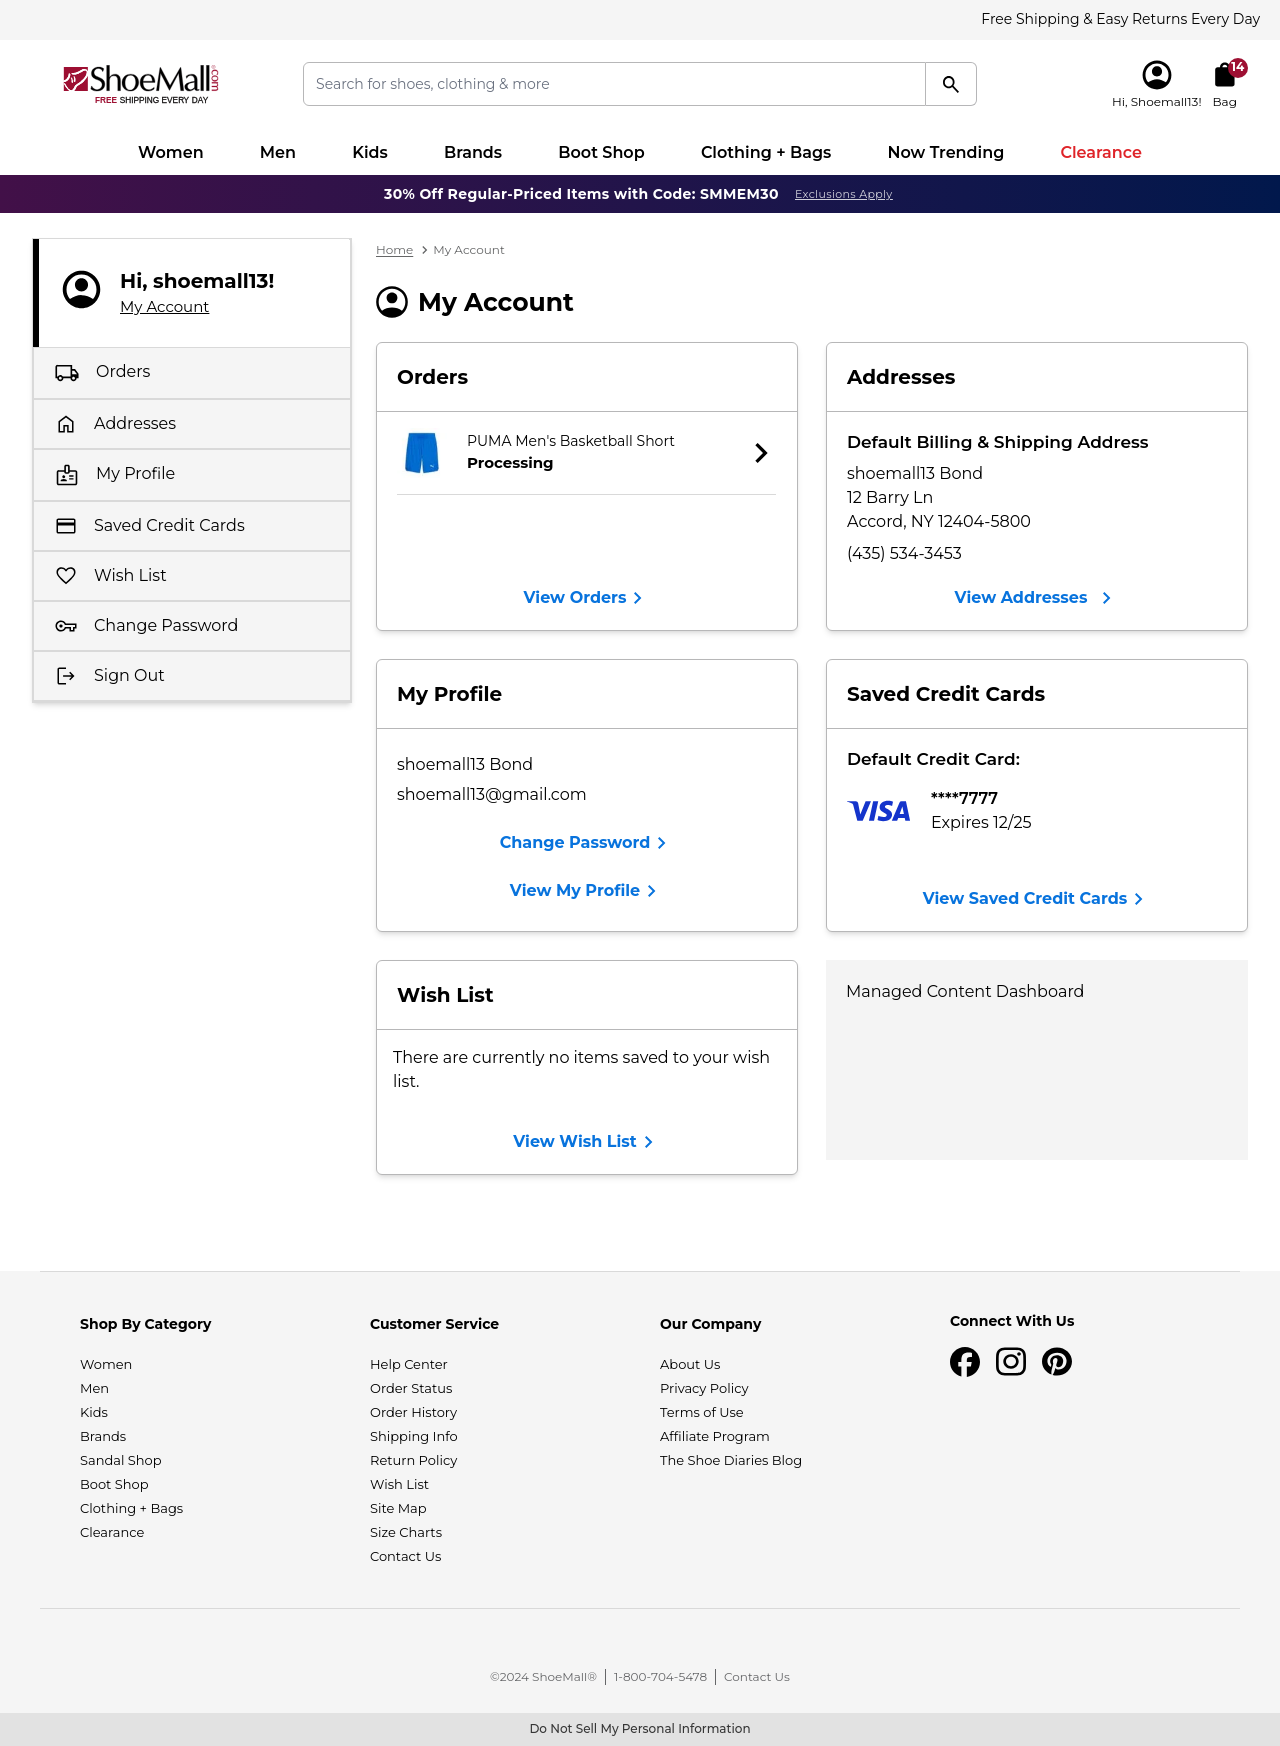 Free Shipping & Easy Returns Every Day
ShoeMall.com
FREE SHIPPING EVERY DAY
Search for shoes, clothing & more
Hi, Shoemall13!
14
Bag
Women Men Kids Brands Boot Shop Clothing + Bags Now Trending Clearance
30% Off Regular-Priced Items with Code: SMMEM30 Exclusions Apply
Hi, shoemall13!
My Account
Orders
Addresses
My Profile
Saved Credit Cards
Wish List
Change Password
Sign Out
Home > My Account
My Account
Orders
PUMA Men's Basketball Short
Processing
View Orders
Addresses
Default Billing & Shipping Address
shoemall13 Bond
12 Barry Ln
Accord, NY 12404-5800
(435) 534-3453
View Addresses
My Profile
shoemall13 Bond
shoemall13@gmail.com
Change Password
View My Profile
Saved Credit Cards
Default Credit Card:
VISA
****7777
Expires 12/25
View Saved Credit Cards
Wish List
There are currently no items saved to your wish
list.
View Wish List
Managed Content Dashboard
Shop By Category
Women
Men
Kids
Brands
Sandal Shop
Boot Shop
Clothing + Bags
Clearance
Customer Service
Help Center
Order Status
Order History
Shipping Info
Return Policy
Wish List
Site Map
Size Charts
Contact Us
Our Company
About Us
Privacy Policy
Terms of Use
Affiliate Program
The Shoe Diaries Blog
Connect With Us
©2024 ShoeMall® | 1-800-704-5478 | Contact Us
Do Not Sell My Personal Information